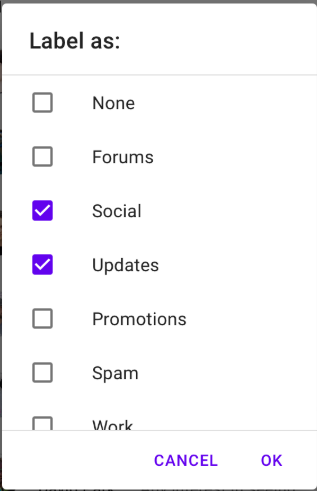 Label as:
None
Forums
Social
Updates
Promotions
Spam
Work
CANCEL OK